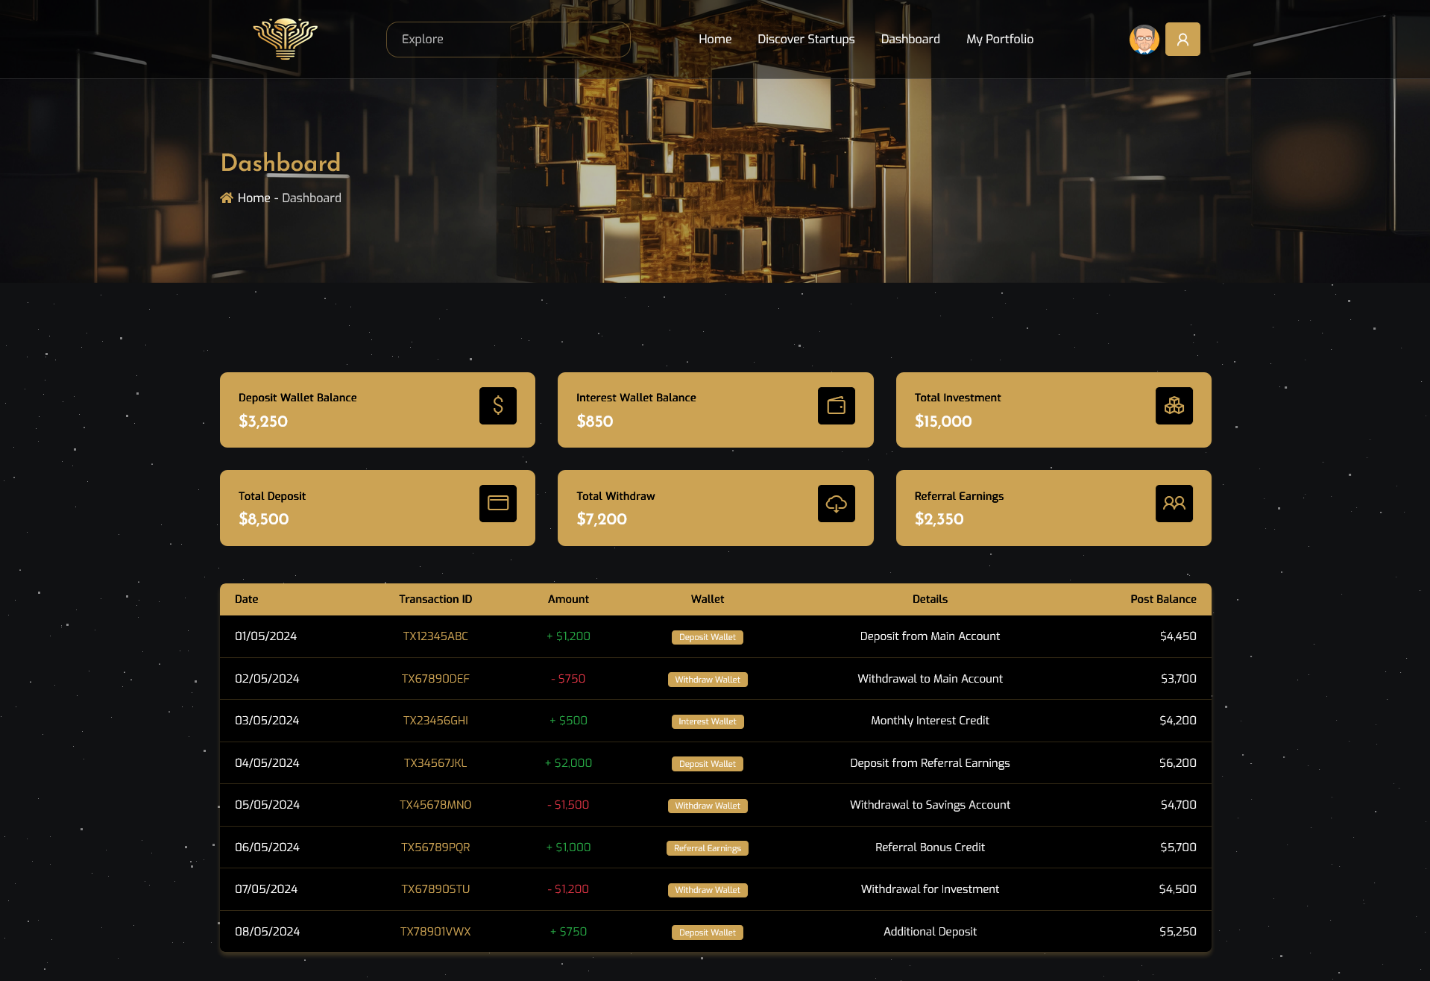 Explore
Home Discover Startups Dashboard My Portfolio
Dashboard
Home - Dashboard
Deposit Wallet Balance
$3,250
Interest Wallet Balance
$850
Total Investment
$15,000
Total Deposit
$8,500
Total Withdraw
$7,200
Referral Earnings
$2,350
Date Transaction ID Amount Wallet Details Post Balance
01/05/2024 TX12345ABC + $1,200 Deposit Wallet Deposit from Main Account $4,450
02/05/2024 TX67890DEF - $750 Withdraw Wallet Withdrawal to Main Account $3,700
03/05/2024 TX23456GHI + $500 Interest Wallet Monthly Interest Credit $4,200
04/05/2024 TX34567JKL + $2,000 Deposit Wallet Deposit from Referral Earnings $6,200
05/05/2024 TX45678MNO - $1,500 Withdraw Wallet Withdrawal to Savings Account $4,700
06/05/2024 TX56789PQR + $1,000 Referral Earnings Referral Bonus Credit $5,700
07/05/2024 TX67890STU - $1,200 Withdraw Wallet Withdrawal for Investment $4,500
08/05/2024 TX78901VWX + $750 Deposit Wallet Additional Deposit $5,250